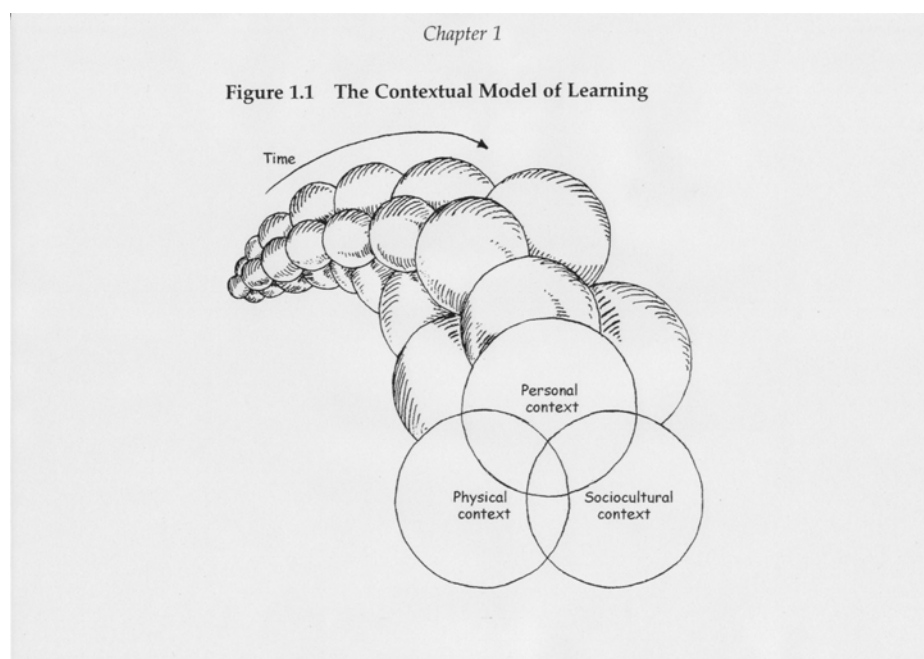 Chapter 1
Figure 1.1 The Contextual Model of Learning
Time
Personal
context
Physical
context
Sociocultural
context